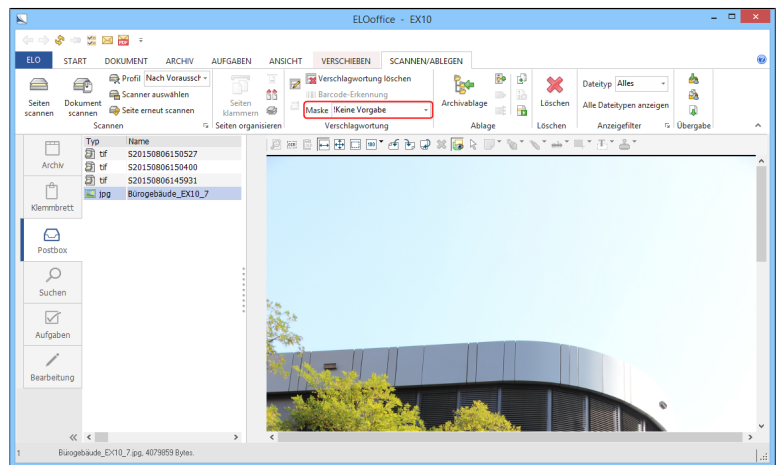 ELOoffice - EX10
ELO START DOKUMENT ARCHIV AUFGABEN ANSICHT VERSCHIEBEN SCANNEN/ABLEGEN
Seiten scannen
Dokument scannen
Profil Nach Voraussch
Scanner auswählen
Seite erneut scannen
Scannen
Seiten klammern
Seiten organisieren
Verschlagwortung löschen
Barcode-Erkennung
Maske !Keine Vorgabe
Verschlagwortung
Archivablage
Ablage
Löschen
Löschen
Dateityp Alles
Alle Dateitypen anzeigen
Anzeigefilter
Übergabe
Archiv
Klemmbrett
Postbox
Suchen
Aufgaben
Bearbeitung
Typ Name
tif S20150806150527
tif S20150806150400
tif S20150806145931
jpg Bürogebäude_EX10_7
1 Bürogebäude_EX10_7.jpg, 4079859 Bytes.